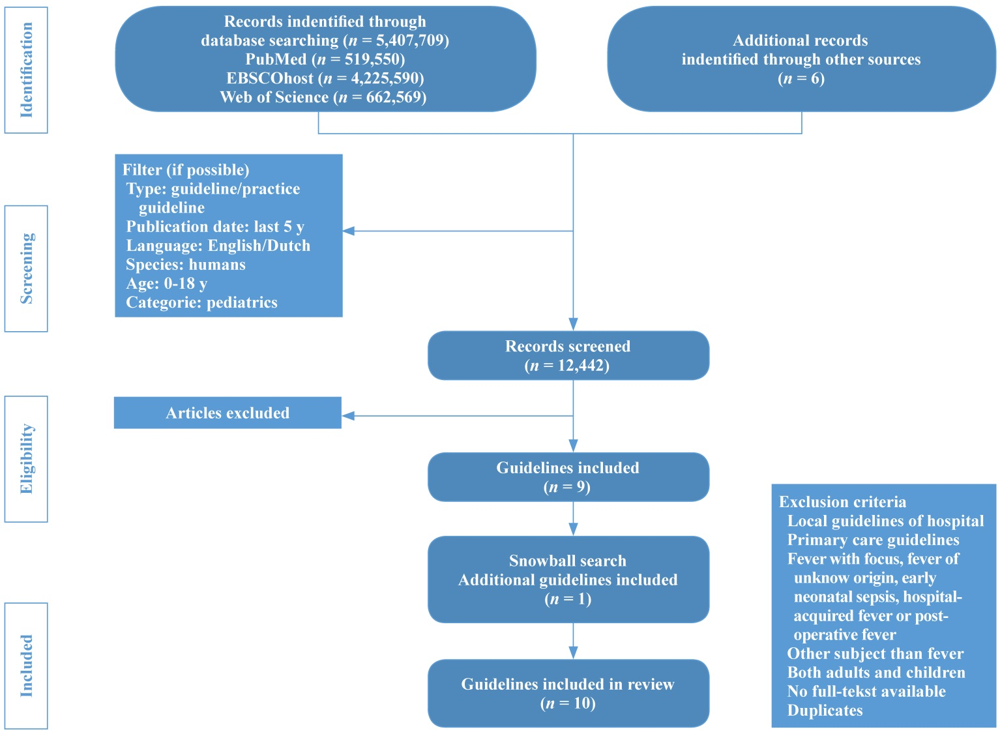 Identification
Records indentified through
database searching (n = 5,407,709)
PubMed (n = 519,550)
EBSCOhost (n = 4,225,590)
Web of Science (n = 662,569)
Additional records
indentified through other sources
(n = 6)
Screening
Filter (if possible)
Type: guideline/practice
guideline
Publication date: last 5 y
Language: English/Dutch
Species: humans
Age: 0-18 y
Categorie: pediatrics
Records screened
(n = 12,442)
Eligibility
Articles excluded
Guidelines included
(n = 9)
Snowball search
Additional guidelines included
(n = 1)
Included
Guidelines included in review
(n = 10)
Exclusion criteria
Local guidelines of hospital
Primary care guidelines
Fever with focus, fever of
unknow origin, early
neonatal sepsis, hospital-
acquired fever or post-
operative fever
Other subject than fever
Both adults and children
No full-tekst available
Duplicates